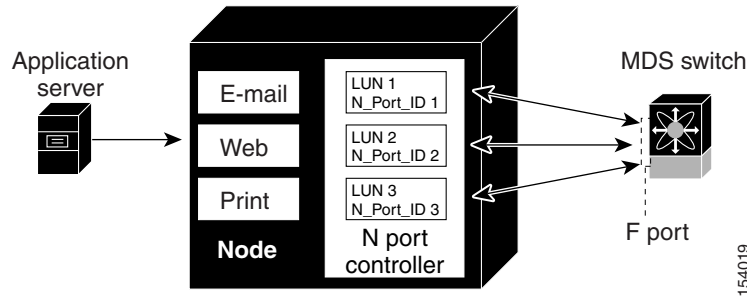 Application
server
E-mail
Web
Print
Node
LUN 1
N_Port_ID 1
LUN 2
N_Port_ID 2
LUN 3
N_Port_ID 3
N port
controller
MDS switch
F port
154019